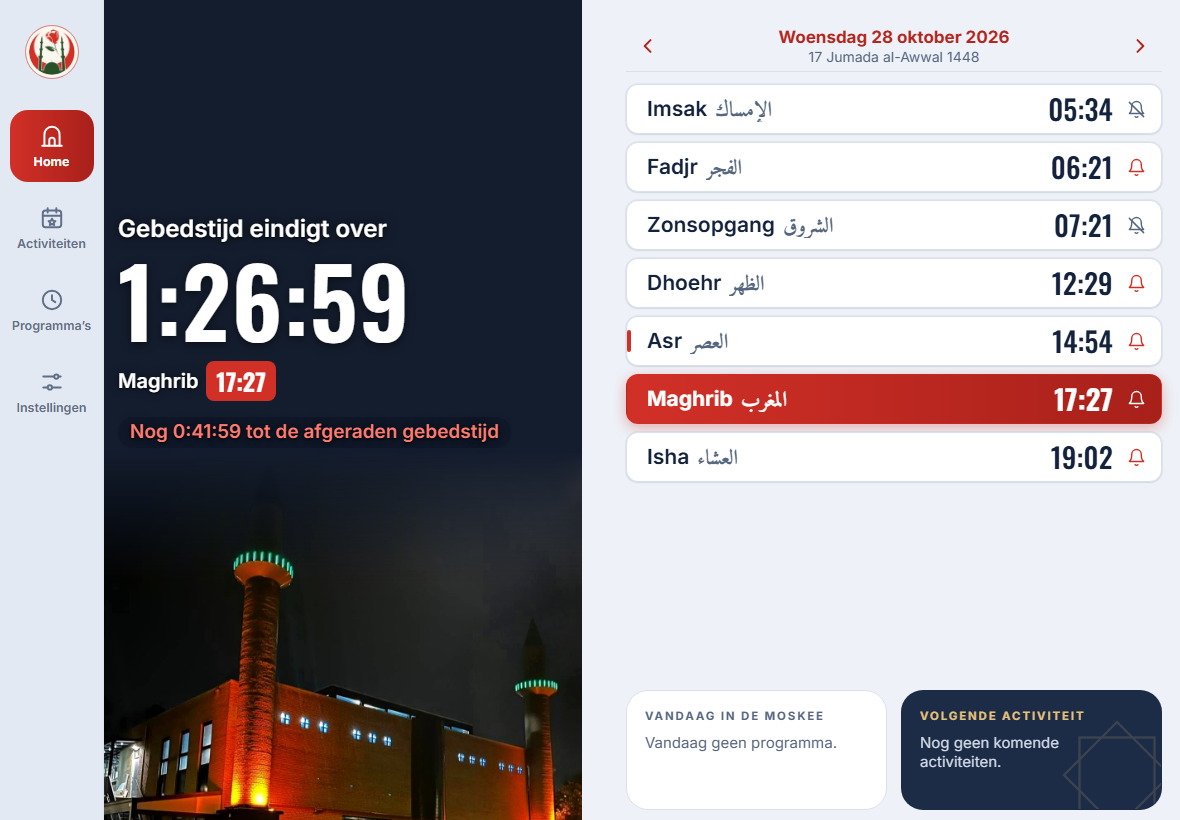 Home
Activiteiten
Programma's
Instellingen
Gebedstijd eindigt over
1:26:59
Maghrib 17:27
Nog 0:41:59 tot de afgeraden gebedstijd
Woensdag 28 oktober 2026
17 Jumada al-Awwal 1448
Imsak الإمساك 05:34
Fadjr الفجر 06:21
Zonsopgang الشروق 07:21
Dhoehr الظهر 12:29
Asr العصر 14:54
Maghrib المغرب 17:27
Isha العشاء 19:02
VANDAAG IN DE MOSKEE
Vandaag geen programma.
VOLGENDE ACTIVITEIT
Nog geen komende
activiteiten.